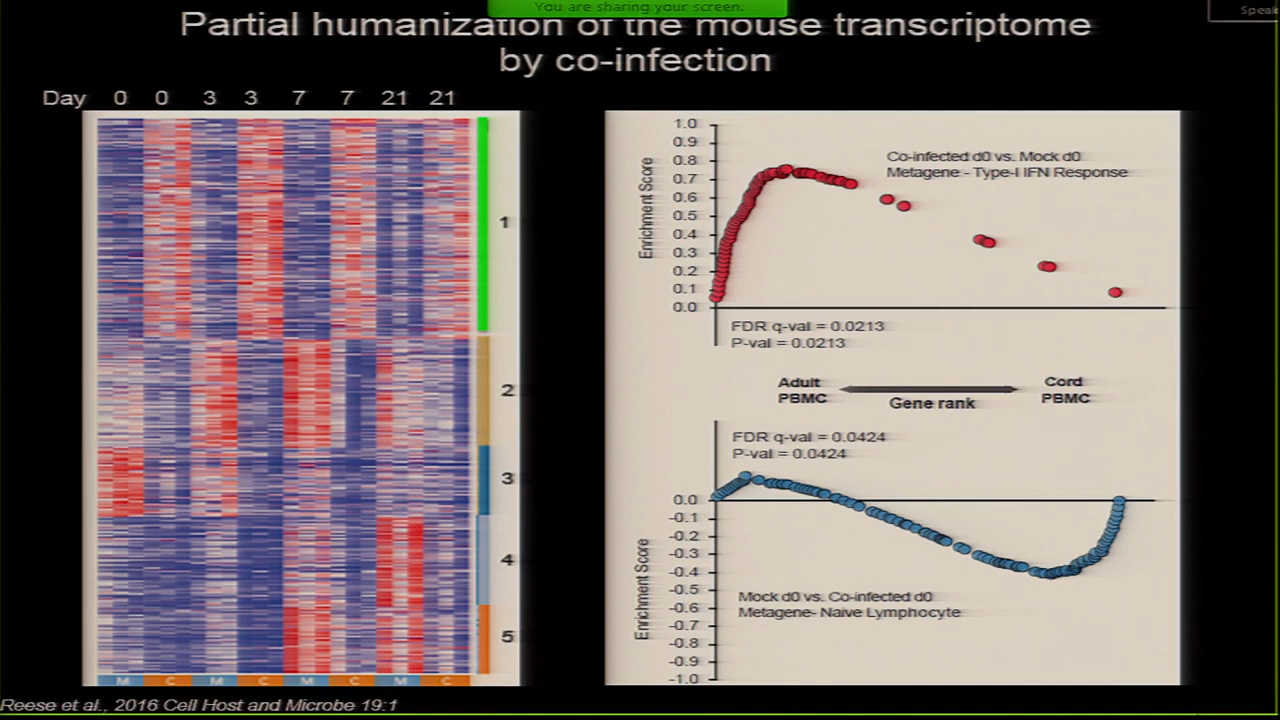 You are sharing your screen.
Speak
Partial humanization of the mouse transcriptome
by co-infection
Day 0 0 3 3 7 7 21 21
1
2
3
4
5
M C M C M C M C
1.0
0.9
0.8
0.7
0.6
0.5
0.4
0.3
0.2
0.1
0.0
Enrichment Score
Co-infected d0 vs. Mock d0
Metagene - Type-I IFN Response
FDR q-val = 0.0213
P-val = 0.0213
Adult
PBMC
Gene rank
Cord
PBMC
FDR q-val = 0.0424
P-val = 0.0424
0.0
-0.1
-0.2
-0.3
-0.4
-0.5
-0.6
-0.7
-0.8
-0.9
-1.0
Enrichment Score
Mock d0 vs. Co-infected d0
Metagene- Naive Lymphocyte
Reese et al., 2016 Cell Host and Microbe 19:1